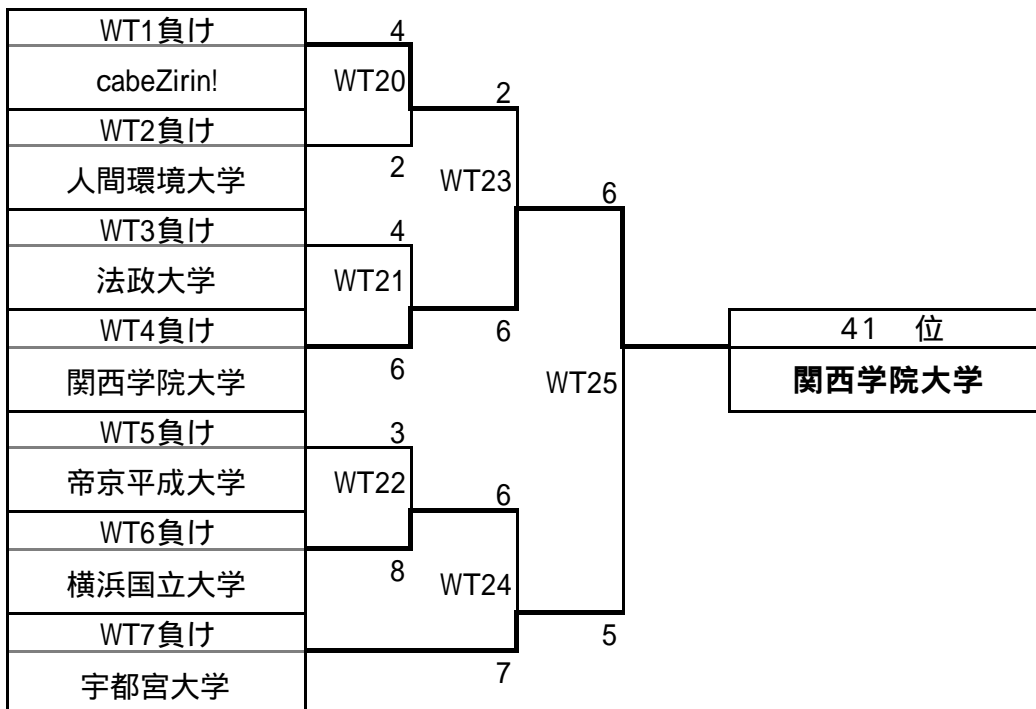 WT1負け
4
cabeZirin!
WT20
2
WT2負け
2
人間環境大学
WT23
6
WT3負け
4
法政大学
WT21
WT4負け
6
41 位
6
関西学院大学
WT25
関西学院大学
WT5負け
3
帝京平成大学
WT22
6
WT6負け
8
横浜国立大学
WT24
WT7負け
5
7
宇都宮大学